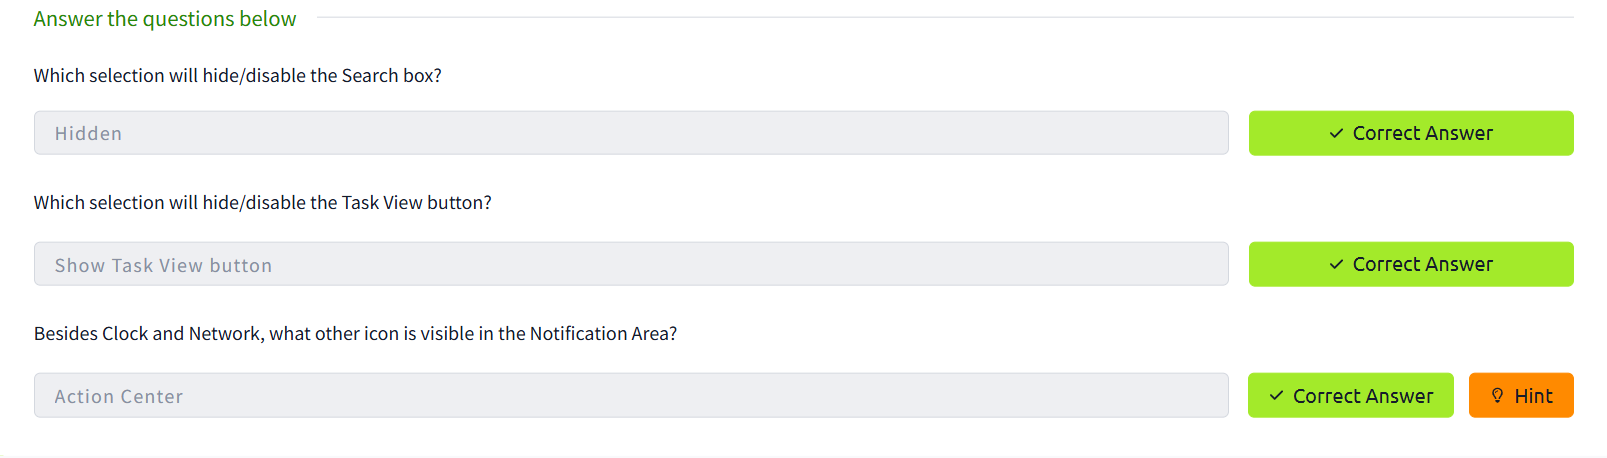 Answer the questions below
Which selection will hide/disable the Search box?
Hidden
Correct Answer
Which selection will hide/disable the Task View button?
Show Task View button
Correct Answer
Besides Clock and Network, what other icon is visible in the Notification Area?
Action Center
Correct Answer
Hint